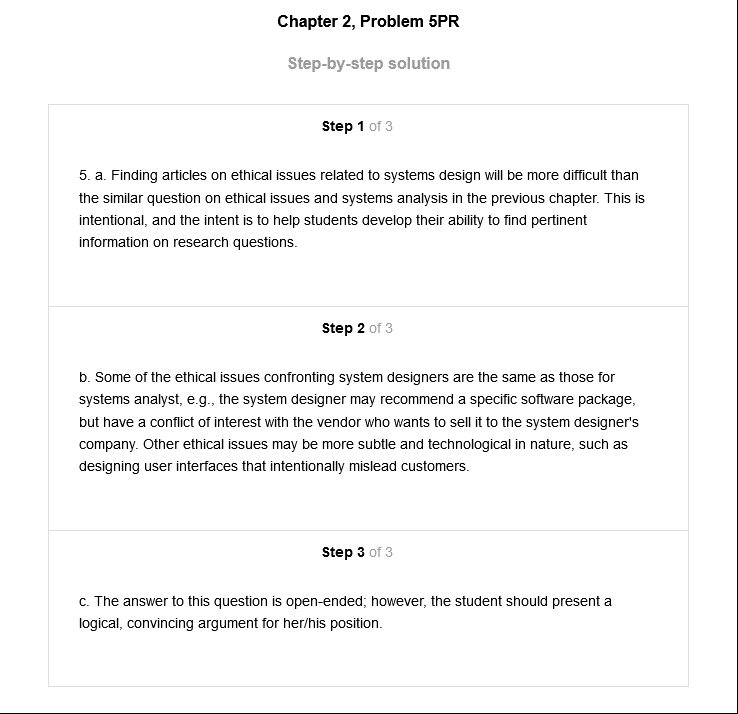 Chapter 2, Problem 5PR
Step-by-step solution
Step 1 of 3
5. a. Finding articles on ethical issues related to systems design will be more difficult than
the similar question on ethical issues and systems analysis in the previous chapter. This is
intentional, and the intent is to help students develop their ability to find pertinent
information on research questions.
Step 2 of 3
b. Some of the ethical issues confronting system designers are the same as those for
systems analyst, e.g., the system designer may recommend a specific software package,
but have a conflict of interest with the vendor who wants to sell it to the system designer's
company. Other ethical issues may be more subtle and technological in nature, such as
designing user interfaces that intentionally mislead customers.
Step 3 of 3
c. The answer to this question is open-ended; however, the student should present a
logical, convincing argument for her/his position.